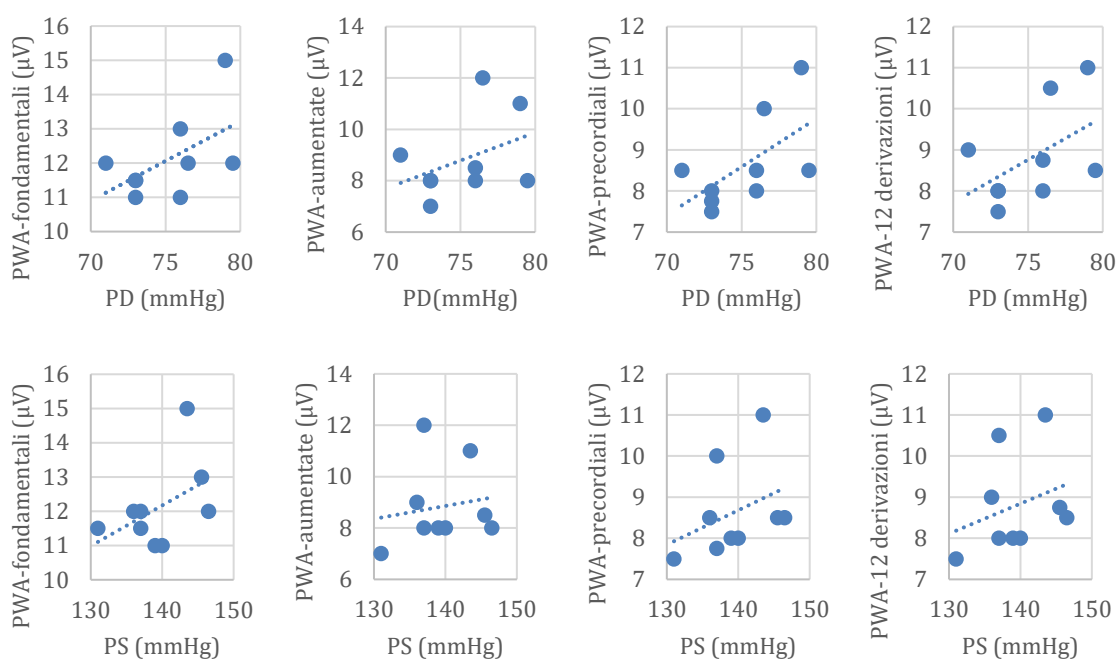 PWA-fondamentali (µV)
16
15
14
13
12
11
10
70 75 80
PD (mmHg)
PWA-aumentate (µV)
14
12
10
8
6
70 75 80
PD(mmHg)
PWA-precordiali (µV)
12
11
10
9
8
7
70 75 80
PD (mmHg)
PWA-12 derivazioni (µV)
12
11
10
9
8
7
70 75 80
PD (mmHg)
PWA-fondamentali (µV)
16
15
14
13
12
11
10
130 140 150
PS (mmHg)
PWA-aumentate (µV)
14
12
10
8
6
130 140 150
PS (mmHg)
PWA-precordiali (µV)
12
11
10
9
8
7
130 140 150
PS (mmHg)
PWA-12 derivazioni (µV)
12
11
10
9
8
7
130 140 150
PS (mmHg)